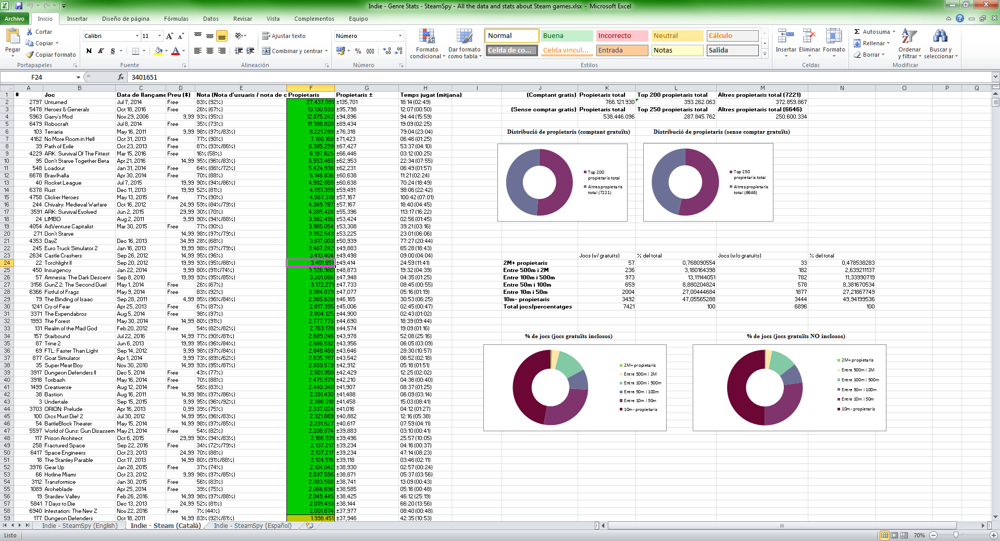 Indie - Genre Stats - SteamSpy - All the data and stats about Steam games.xlsx - Microsoft Excel
Archivo Inicio Insertar Diseño de página Fórmulas Datos Revisar Vista Complementos Equipo
Pegar Cortar Copiar Copiar formato Portapapeles
Calibri 11 N K S Fuente
Ajustar texto Combinar y centrar Alineación
Número % 000 Número
Formato condicional Dar formato como tabla
Normal Buena Incorrecto Neutral Cálculo
Celda de co... Celda vincul... Entrada Notas Salida
Estilos
Insertar Eliminar Formato Celdas
Autosuma Rellenar Borrar Ordenar y filtrar Buscar y seleccionar Modificar
F24 fx 3401651
A B C D E F G H I J K L M N O P Q
1 # Joc Data de llançame Preu ($) Nota (Nota d'usuaris / nota de c Propietaris Propietaris ± Temps jugat (mitjana) (Comptant gratis) Propietaris total Top 200 propietaris total Altres propietaris total (7221)
2 2797 Unturned Jul 7, 2014 Free 83% (92%) 27.437.091 ±135,701 18:14 (02:49) 766.121.930 393.262.063 372.859.867
3 5478 Heroes & Generals Oct 18, 2016 Free 26% (67%) 13.130.593 ±95,798 12:07 (00:50) (Sense comptar gratis) Propietaris total Top 250 propietaris total Altres propietaris total (6646)
4 5963 Garry's Mod Nov 29, 2006 9,99 93% (95%) 12.875.242 ±94,896 94:44 (15:59) 538.446.096 287.845.762 250.600.334
5 6479 Robocraft Jul 8, 2014 Free 35% (73%) 11.388.820 ±89,434 19:09 (02:25)
6 103 Terraria May 16, 2011 9,99 98% (97%/83%) 8.221.289 ±76,318 79:04 (23:04)
7 4162 No More Room in Hell Oct 31, 2013 Free 77% (90%) 7.180.168 ±71,423 06:46 (01:25)
8 39 Path of Exile Oct 23, 2013 Free 87% (93%/86%) 6.385.299 ±67,427 53:37 (04:10)
9 4229 ARK: Survival Of The Fittest Mar 15, 2016 Free 16% (58%) 6.197.625 ±66,446 03:12 (00:25)
10 95 Don't Starve Together Beta Apr 21, 2016 14,99 95% (96%/83%) 5.553.465 ±62,953 22:34 (07:55)
11 548 Loadout Jan 31, 2014 Free 64% (86%/72%) 5.424.936 ±62,231 06:49 (01:57)
12 6678 Brawlhalla Apr 30, 2014 Free 70% (88%) 5.146.836 ±60,638 11:21 (02:24)
13 40 Rocket League Jul 7, 2015 19,99 90% (94%/86%) 4.982.858 ±60,638 70:24 (18:49)
14 6378 Rust Dec 11, 2013 19,99 52% (81%) 4.951.389 ±59,491 98:06 (22:42)
15 4758 Clicker Heroes May 13, 2015 Free 77% (90%) 4.567.319 ±57,167 100:42 (07:01)
16 244 Chivalry: Medieval Warfare Oct 16, 2012 24,99 59% (84%/79%) 4.369.787 ±57,167 18:40 (04:45)
17 3591 ARK: Survival Evolved Jun 2, 2015 29,99 30% (70%) 4.285.428 ±55,396 113:17 (16:22)
18 24 LIMBO Aug 2, 2011 9,99 90% (94%/88%) 3.982.495 ±53,424 02:56 (01:45)
19 4054 AdVenture Capitalist Mar 30, 2015 Free 77% (90%) 3.965.054 ±53,308 39:21 (03:16)
20 271 Don't Starve 14,99 98% (97%/79%) 3.952.543 ±53,225 23:01 (06:06)
21 4353 DayZ Dec 16, 2013 34,99 28% (68%) 3.617.003 ±50,939 77:27 (20:44)
22 245 Euro Truck Simulator 2 Jan 16, 2013 19,99 98% (97%/79%) 3.467.242 ±49,883 65:28 (18:43)
23 2634 Castle Crashers Sep 26, 2012 14,99 95% (96%) 3.413.404 ±49,498 09:00 (04:04) Jocs (w/ gratuïts) % del total Jocs (w/o gratuïts) % del total
24 22 Torchlight II Sep 20, 2012 19,99 93% (95%/88%) 3.401.651 ±49,414 24:59 (11:41) 2M+ propietaris 57 0,768090554 33 0,478538283
25 450 Insurgency Jan 22, 2014 9,99 80% (91%/74%) 3.326.960 ±48,873 19:32 (04:39) Entre 500m i 2M 236 3,180164398 182 2,639211137
26 57 Amnesia: The Dark Descent Sep 8, 2010 19,99 93% (95%/85%) 3.201.086 ±47,948 04:35 (01:25) Entre 100m i 500m 973 13,11144051 782 11,33990719
27 3156 GunZ 2: The Second Duel May 1, 2014 Free 26% (67%) 3.172.271 ±47,733 08:45 (00:55) Entre 50m i 100m 659 8,880204824 578 8,381670534
28 6366 Fistful of Frags May 9, 2014 Free 83% (92%) 3.084.879 ±47,077 05:16 (01:19) Entre 10m i 50m 2004 27,00444684 1877 27,21867749
29 79 The Binding of Isaac Sep 28, 2011 4,99 95% (96%/84%) 2.965.639 ±46,165 30:53 (06:25) 10m- propietaris 3492 47,05565288 3444 49,94199536
30 1241 Cry of Fear Apr 25, 2013 Free 67% (87%) 2.817.395 ±45,006 02:45 (00:47) Total jocs/percentatges 7421 100 6896 100
31 3371 The Expendabros Aug 5, 2014 Free 98% (97%) 2.804.125 ±44,900 02:43 (01:02)
32 1993 The Forest May 30, 2014 14,99 80% (91%) 2.777.775 ±44,690 18:39 (09:44)
33 131 Realm of the Mad God Feb 20, 2012 Free 54% (82%/82%) 2.763.178 ±44,574 19:09 (01:16)
34 157 Starbound Jul 22, 2016 14,99 77% (90%/81%) 2.689.246 ±43,978 52:08 (25:16)
35 87 Trine 2 Jun 6, 2013 19,99 95% (96%/84%) 2.686.592 ±43,956 06:05 (03:09)
36 69 FTL: Faster Than Light Sep 14, 2012 9,99 98% (97%/84%) 2.648.488 ±43,646 28:30 (10:57)
37 877 Goat Simulator Apr 1, 2014 9,99 73% (89%/62%) 2.635.787 ±43,542 06:52 (02:18)
38 35 Super Meat Boy Nov 30, 2010 14,99 93% (95%/87%) 2.559.579 ±42,912 05:18 (01:51)
39 3917 Dungeon Defenders II Dec 5, 2014 Free 43% (77%) 2.501.950 ±42,429 12:25 (02:02)
40 3918 Toribash May 16, 2014 Free 70% (88%) 2.475.979 ±42,210 04:36 (00:40)
41 1499 Creativerse Aug 12, 2014 Free 56% (83%) 2.440.340 ±41,907 08:37 (01:25)
42 38 Bastion Aug 16, 2011 14,99 98% (97%/86%) 2.391.430 ±41,488 06:09 (03:14)
43 3 Undertale Sep 15, 2015 9,99 95% (96%/92%) 2.388.018 ±41,458 15:03 (08:41)
44 3703 ORION: Prelude Apr 16, 2013 0,99 39% (75%) 2.337.024 ±41,016 04:12 (01:27)
45 100 Orcs Must Die! 2 Jul 30, 2012 14,99 95% (96%/83%) 2.321.669 ±40,882 12:16 (05:38)
46 54 BattleBlock Theater May 15, 2014 14,99 98% (97%/85%) 2.291.527 ±40,617 07:59 (04:11)
47 5597 World of Guns: Gun Disassem May 21, 2014 Free 54% (82%) 2.208.874 ±39,883 03:10 (00:41)
48 117 Prison Architect Oct 6, 2015 29,99 90% (94%/83%) 2.166.031 ±39,496 25:57 (10:05)
49 258 Fractured Space Sep 22, 2016 Free 34% (72%/79%) 2.137.217 ±39,234 04:16 (00:37)
50 6417 Space Engineers Oct 23, 2013 24,99 70% (88%) 2.137.217 ±39,234 47:14 (08:23)
51 18 The Stanley Parable Oct 17, 2013 14,99 80% (91%/88%) 2.124.515 ±39,118 03:46 (02:11)
52 3976 Gear Up Jan 28, 2015 Free 37% (74%) 2.104.042 ±38,930 02:57 (00:24)
53 66 Hotline Miami Oct 23, 2012 9,99 98% (97%/85%) 2.097.596 ±38,871 05:37 (03:56)
54 3112 Transformice Jan 30, 2015 Free 56% (83%) 2.083.568 ±38,741 13:09 (00:43)
55 1089 Archeblade Apr 25, 2014 Free 39% (75%) 2.066.696 ±38,585 05:16 (00:48)
56 19 Stardew Valley Feb 26, 2016 14,99 98% (97%/88%) 2.049.445 ±38,425 46:12 (25:19)
57 5841 7 Days to Die Dec 13, 2013 24,99 52% (81%) 2.019.493 ±38,144 66:20 (13:56)
58 6940 Infestation: The New Z Nov 22, 2016 Free 7% (44%) 2.001.674 ±37,977 08:40 (00:48)
59 177 Dungeon Defenders Oct 18, 2011 14,99 83% (92%/81%) 1.998.451 ±37,946 42:35 (10:53)
Distribució de propietaris (comptant gratuïts)
Top 200 propietaris total
Altres propietaris total (7221)
Distribució de propietaris (sense comptar gratuïts)
Top 250 propietaris total
Altres propietaris total (6646)
% de jocs (jocs gratuïts inclosos)
2M+ propietaris
Entre 500m i 2M
Entre 100m i 500m
Entre 50m i 100m
Entre 10m i 50m
10m- propietaris
% de jocs (jocs gratuïts NO inclosos)
2M+ propietaris
Entre 500m i 2M
Entre 100m i 500m
Entre 50m i 100m
Entre 10m i 50m
10m- propietaris
Indie - SteamSpy (English) Indie - Steam (Català) Indie - SteamSpy (Español)
Listo 70%